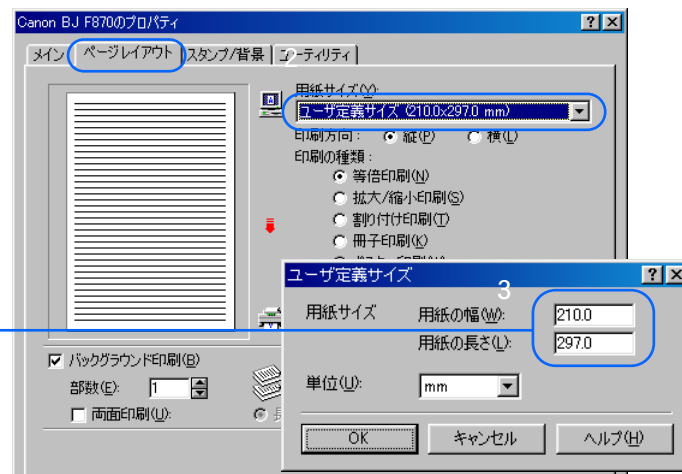 Canon BJ F870のプロパティ
メイン ページレイアウト スタンプ/背景 ユーティリティ
2
用紙サイズ(Y):
ユーザ定義サイズ (210.0x297.0 mm)
印刷方向: 縦(P) 横(L)
印刷の種類:
等倍印刷(N)
拡大/縮小印刷(S)
割り付け印刷(T)
冊子印刷(K)
バックグラウンド印刷(B)
部数(E): 1
両面印刷(U):
ユーザ定義サイズ
3
用紙サイズ 用紙の幅(W): 210.0
用紙の長さ(L): 297.0
単位(U): mm
OK キャンセル ヘルプ(H)